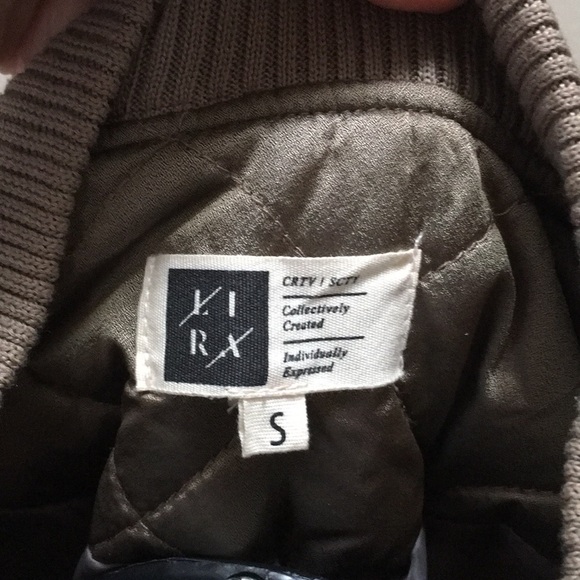 LI
RA
CRTV / SCTY
Collectively
Created
Individually
Expressed
S